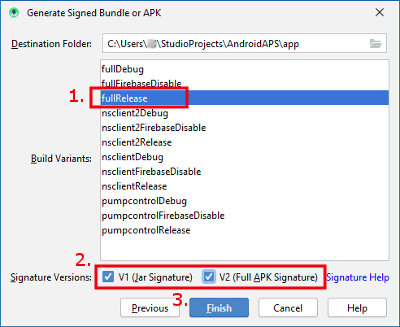 Generate Signed Bundle or APK
Destination Folder: C:\Users\ \StudioProjects\AndroidAPS\app
fullDebug
fullFirebaseDisable
1. fullRelease
nsclient2Debug
nsclient2FirebaseDisable
nsclient2Release
Build Variants: nsclientDebug
nsclientFirebaseDisable
nsclientRelease
pumpcontrolDebug
pumpcontrolFirebaseDisable
pumpcontrolRelease
2.
Signature Versions: V1 (Jar Signature) V2 (Full APK Signature) Signature Help
3.
Previous Finish Cancel Help